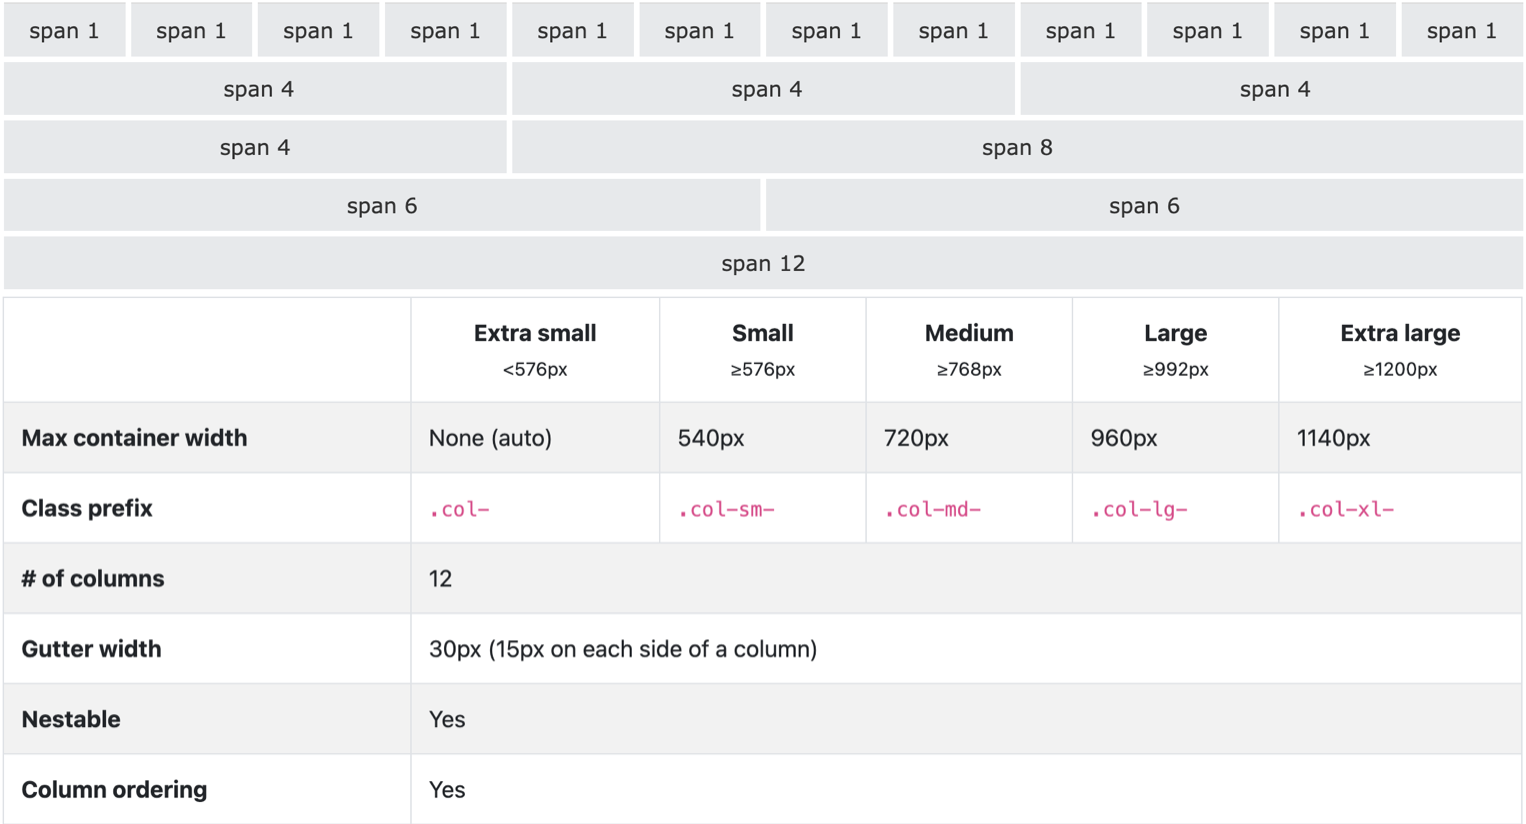 span 1 span 1 span 1 span 1 span 1 span 1 span 1 span 1 span 1 span 1 span 1 span 1
span 4 span 4 span 4
span 4 span 8
span 6 span 6
span 12
Extra small Small Medium Large Extra large
<576px ≥576px ≥768px ≥992px ≥1200px
Max container width None (auto) 540px 720px 960px 1140px
Class prefix .col- .col-sm- .col-md- .col-lg- .col-xl-
# of columns 12
Gutter width 30px (15px on each side of a column)
Nestable Yes
Column ordering Yes